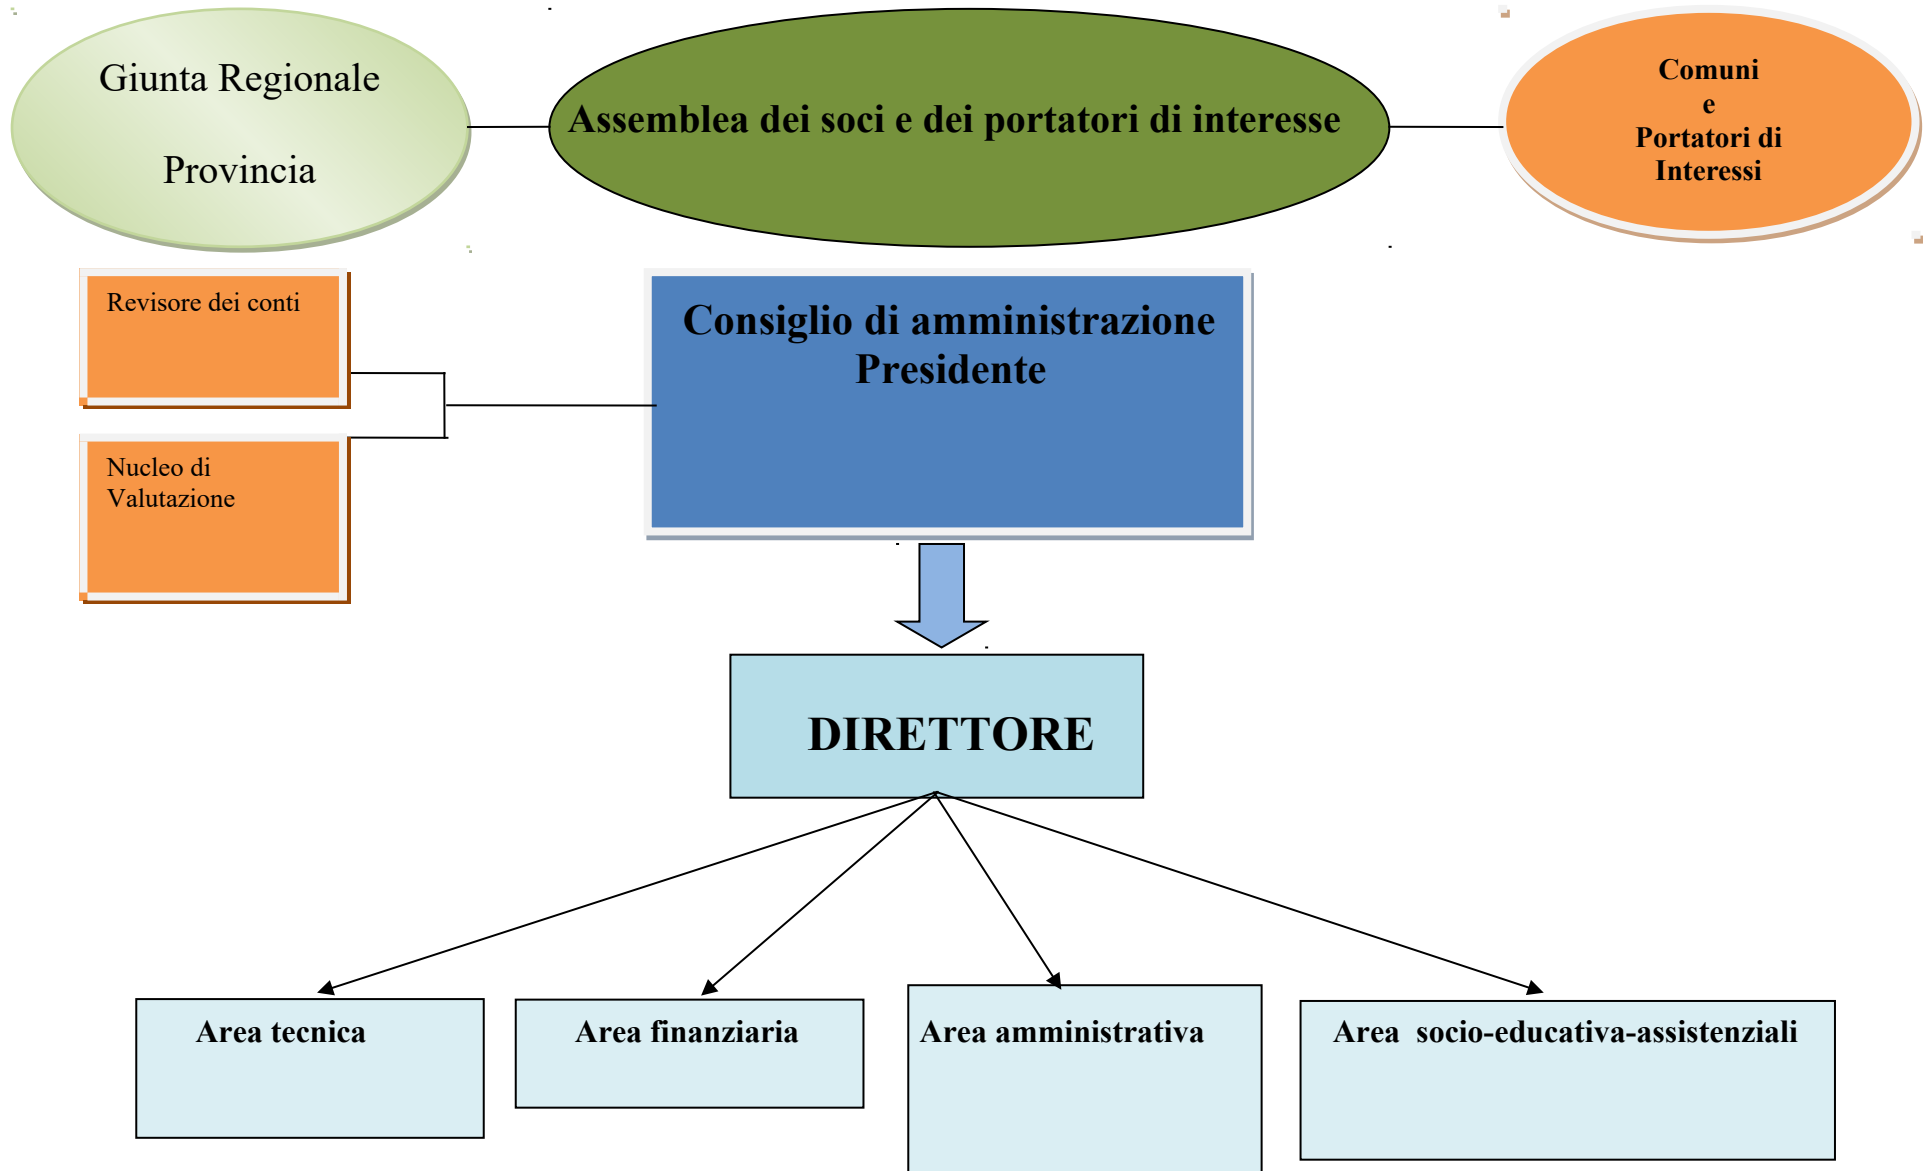 Giunta Regionale
Provincia
Assemblea dei soci e dei portatori di interesse
Comuni
e
Portatori di
Interessi
Revisore dei conti
Nucleo di
Valutazione
Consiglio di amministrazione
Presidente
DIRETTORE
Area tecnica
Area finanziaria
Area amministrativa
Area socio-educativa-assistenziali